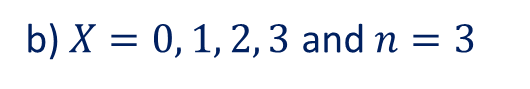 b) X = 0, 1, 2, 3 and n = 3